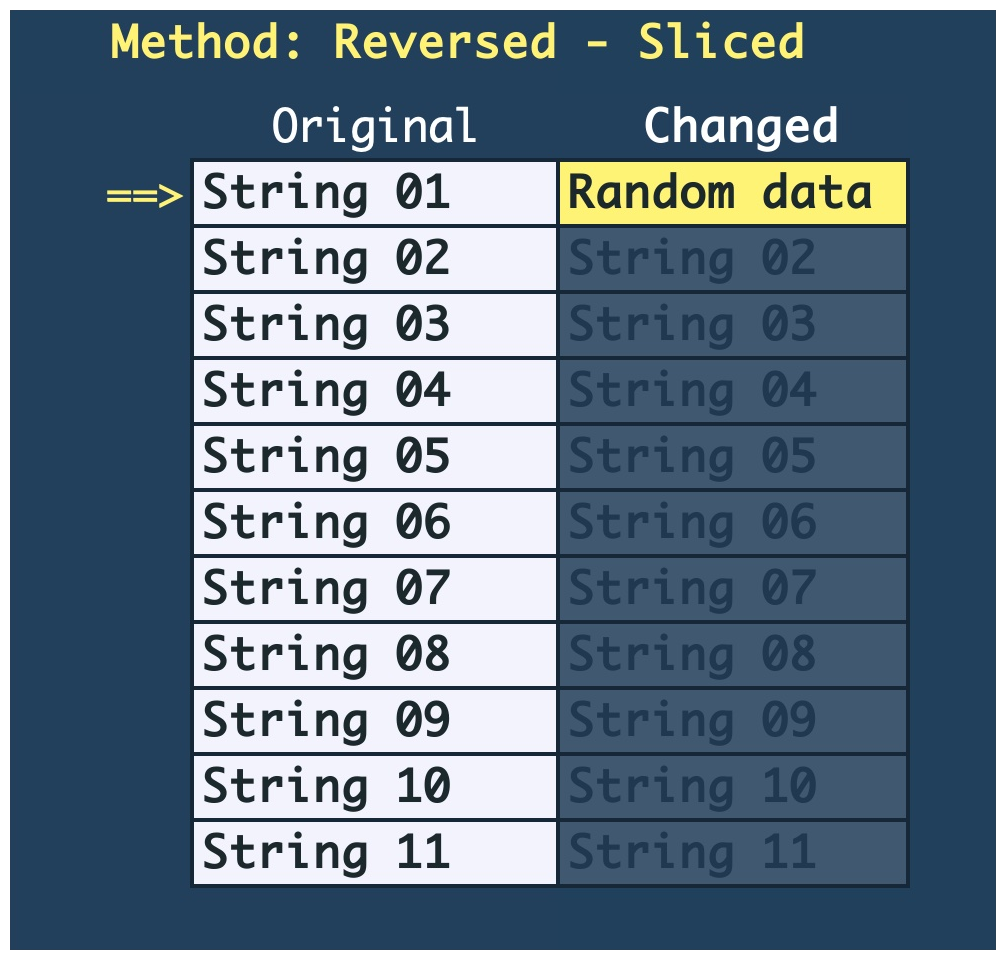 Method: Reversed - Sliced
Original Changed
==> String 01 Random data
String 02 String 02
String 03 String 03
String 04 String 04
String 05 String 05
String 06 String 06
String 07 String 07
String 08 String 08
String 09 String 09
String 10 String 10
String 11 String 11